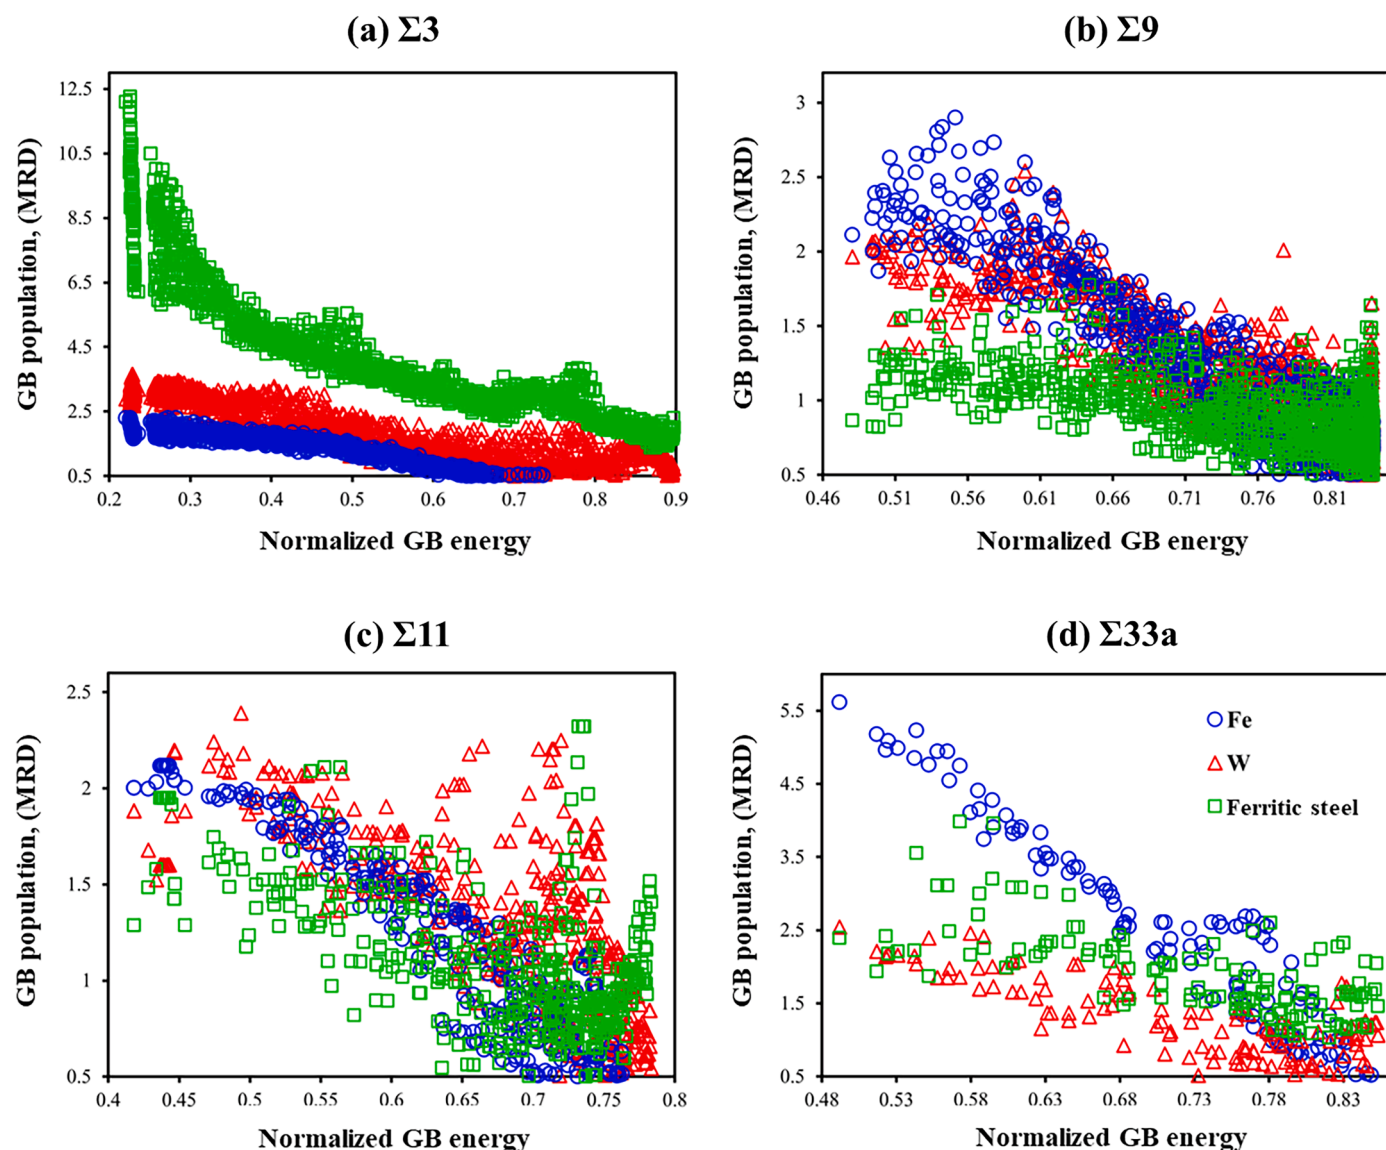 (a) Σ3
GB population, (MRD)
12.5
10.5
8.5
6.5
4.5
2.5
0.5
0.2 0.3 0.4 0.5 0.6 0.7 0.8 0.9
Normalized GB energy
(b) Σ9
GB population, (MRD)
3
2.5
2
1.5
1
0.5
0.46 0.51 0.56 0.61 0.66 0.71 0.76 0.81
Normalized GB energy
(c) Σ11
GB population, (MRD)
2.5
2
1.5
1
0.5
0.4 0.45 0.5 0.55 0.6 0.65 0.7 0.75 0.8
Normalized GB energy
(d) Σ33a
GB population, (MRD)
5.5
4.5
3.5
2.5
1.5
0.5
Fe
W
Ferritic steel
0.48 0.53 0.58 0.63 0.68 0.73 0.78 0.83
Normalized GB energy